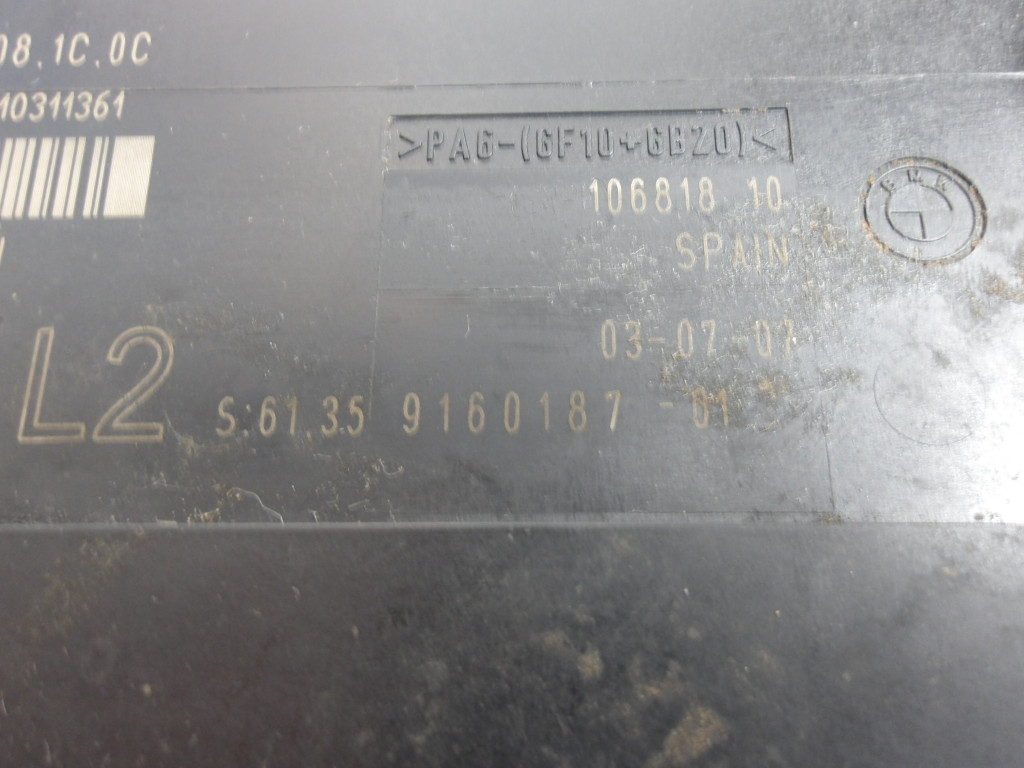 08.1C.0C
10311361
>PA6-(GF10+GB20)<
106818 10
BMW
SPAIN
03-07-07
L2
S:61.35 9160187 -01